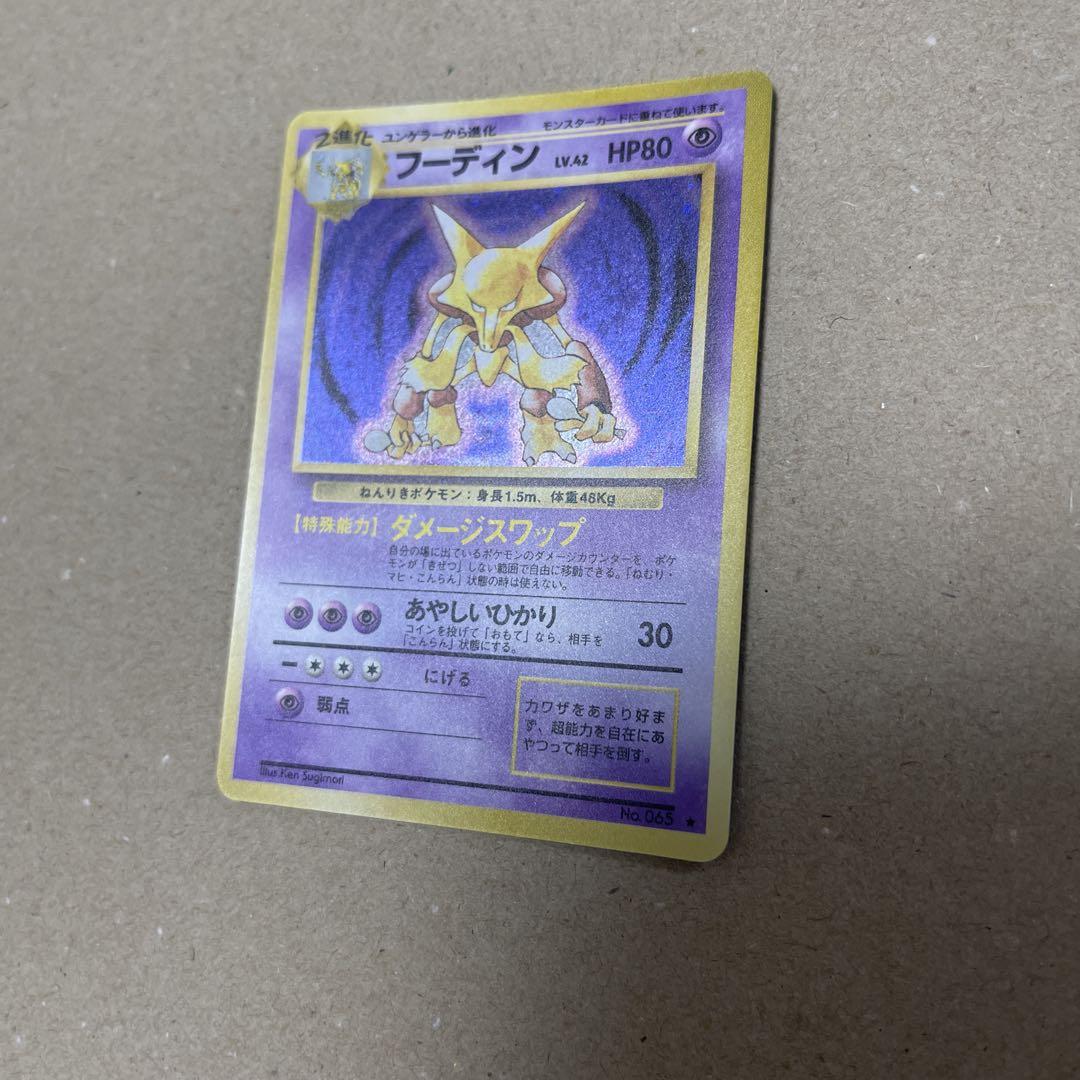 2進化 ユンゲラーから進化 モンスターカードに重ねて使います。
フーディン LV.42 HP80
ねんりきポケモン：身長1.5m、体重48Kg
【特殊能力】ダメージスワップ
自分の場に出ているポケモンのダメージカウンターを、ポケ
モンが「きぜつ」しない範囲で自由に移動できる。「ねむり・
マヒ・こんらん」状態の時は使えない。
あやしいひかり 30
コインを投げて「おもて」なら、相手を
「こんらん」状態にする。
にげる
弱点
力ワザをあまり好ま
ず、超能力を自在にあ
やつって相手を倒す。
Illus.Ken Sugimori
No.065 ★